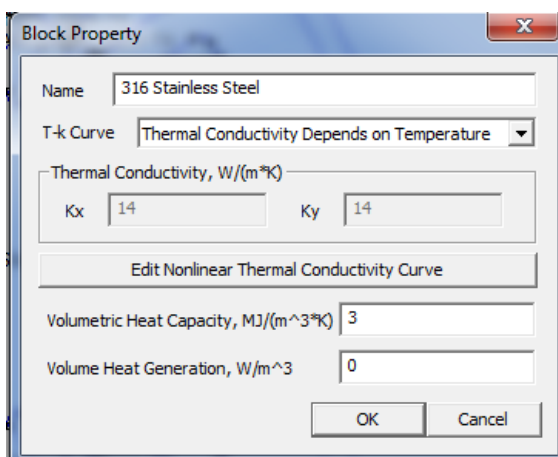 Block Property
Name 316 Stainless Steel
T-k Curve Thermal Conductivity Depends on Temperature
Thermal Conductivity, W/(m*K)
Kx 14 Ky 14
Edit Nonlinear Thermal Conductivity Curve
Volumetric Heat Capacity, MJ/(m^3*K) 3
Volume Heat Generation, W/m^3 0
OK Cancel